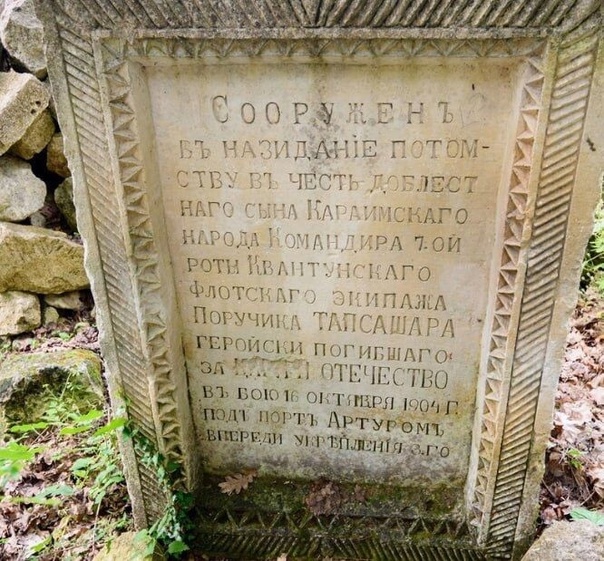 Сооруженъ
въ назиданіе потом-
ству въ честь доблест
наго сына Караимскаго
народа Командира 7.ой
роты Квантунскаго
флотскаго экипажа
Поручика ТАПСАШАРА
геройски погибшаго
за ОТЕЧЕСТВО
въ бою 16 октября 1904 г.
подъ портъ Артуромъ
впереди укрѣпленія 3.го